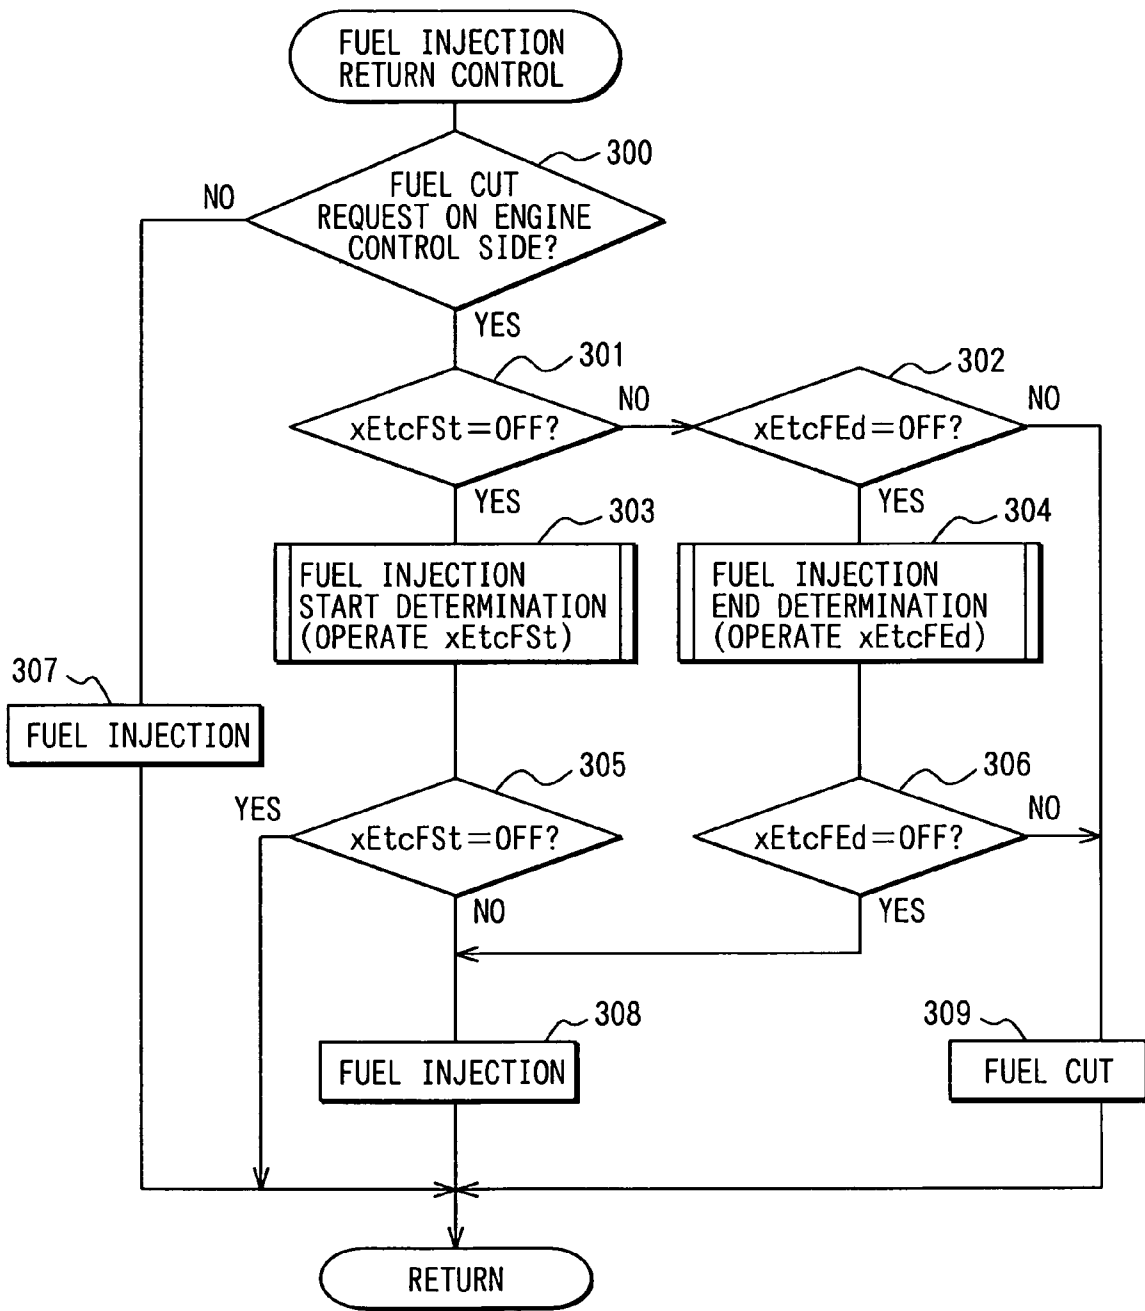 FUEL INJECTION
RETURN CONTROL
300
NO
FUEL CUT
REQUEST ON ENGINE
CONTROL SIDE?
YES
301
302
NO
NO
xEtcFSt=OFF?
xEtcFEd=OFF?
YES
YES
303
304
FUEL INJECTION
START DETERMINATION
(OPERATE xEtcFSt)
FUEL INJECTION
END DETERMINATION
(OPERATE xEtcFEd)
307
FUEL INJECTION
305
306
YES
NO
xEtcFSt=OFF?
xEtcFEd=OFF?
NO
YES
308
309
FUEL INJECTION
FUEL CUT
RETURN